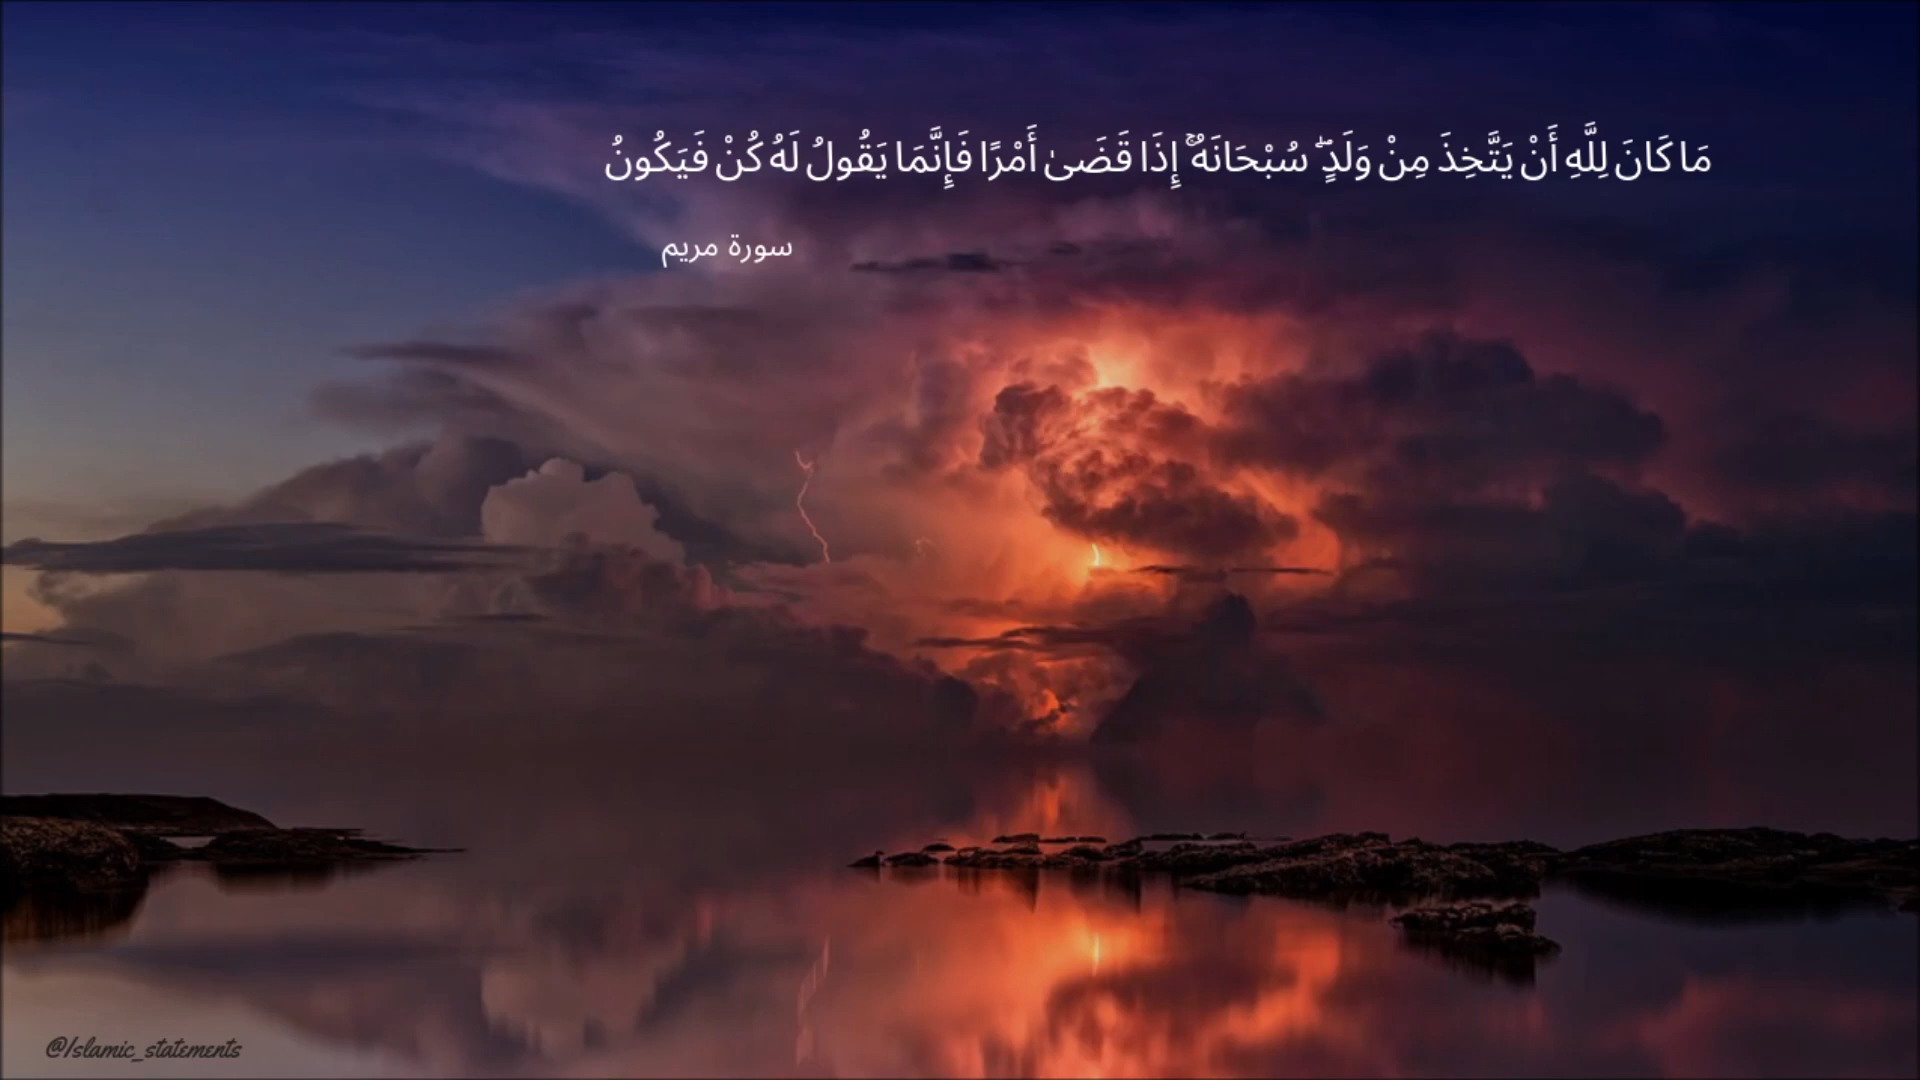 مَا كَانَ لِلَّهِ أَنْ يَتَّخِذَ مِنْ وَلَدٍ ۖ سُبْحَانَهُ ۚ إِذَا قَضَىٰ أَمْرًا فَإِنَّمَا يَقُولُ لَهُ كُنْ فَيَكُونُ
سورة مريم
@Islamic_statements